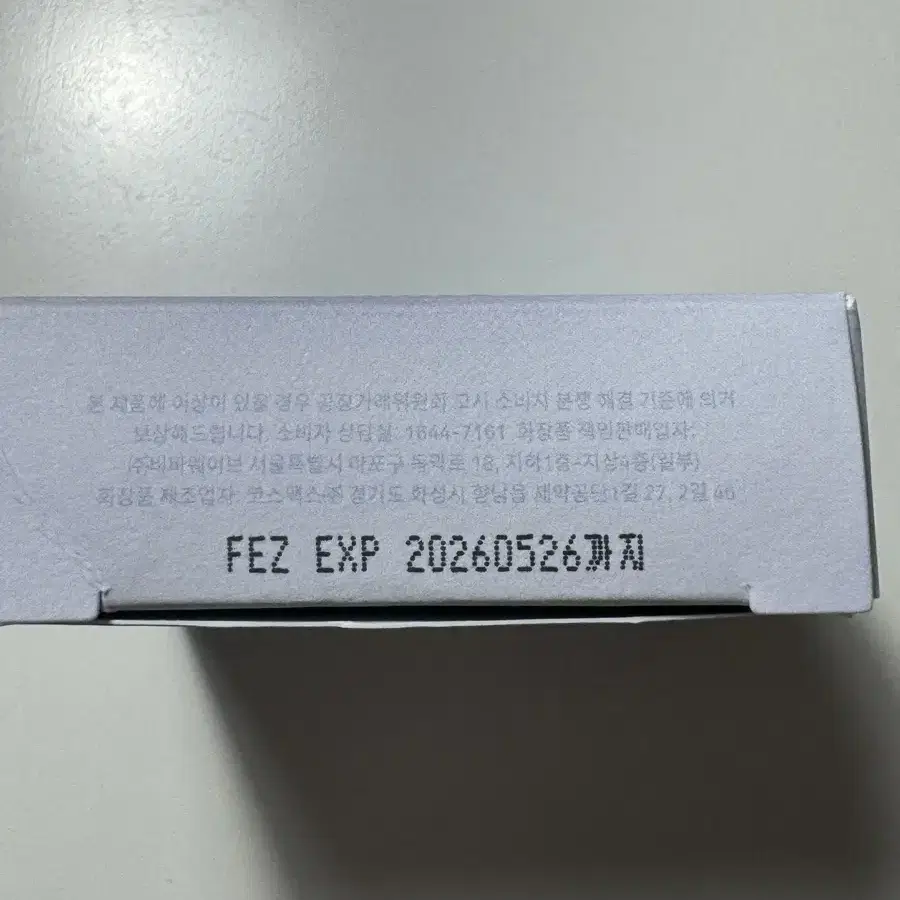 본 제품에 이상이 있을 경우 공정거래위원회 고시 소비자 분쟁 해결 기준에 의거
보상해드립니다. 소비자 상담실: 1644-7161 화장품 책임판매업자:
㈜비바웨이브 서울특별시 마포구 독막로 18, 지하1층~지상4층(일부)
화장품 제조업자: 코스맥스㈜ 경기도 화성시 향남읍 제약공단1길 27, 2길 46
FEZ EXP 20260526까지